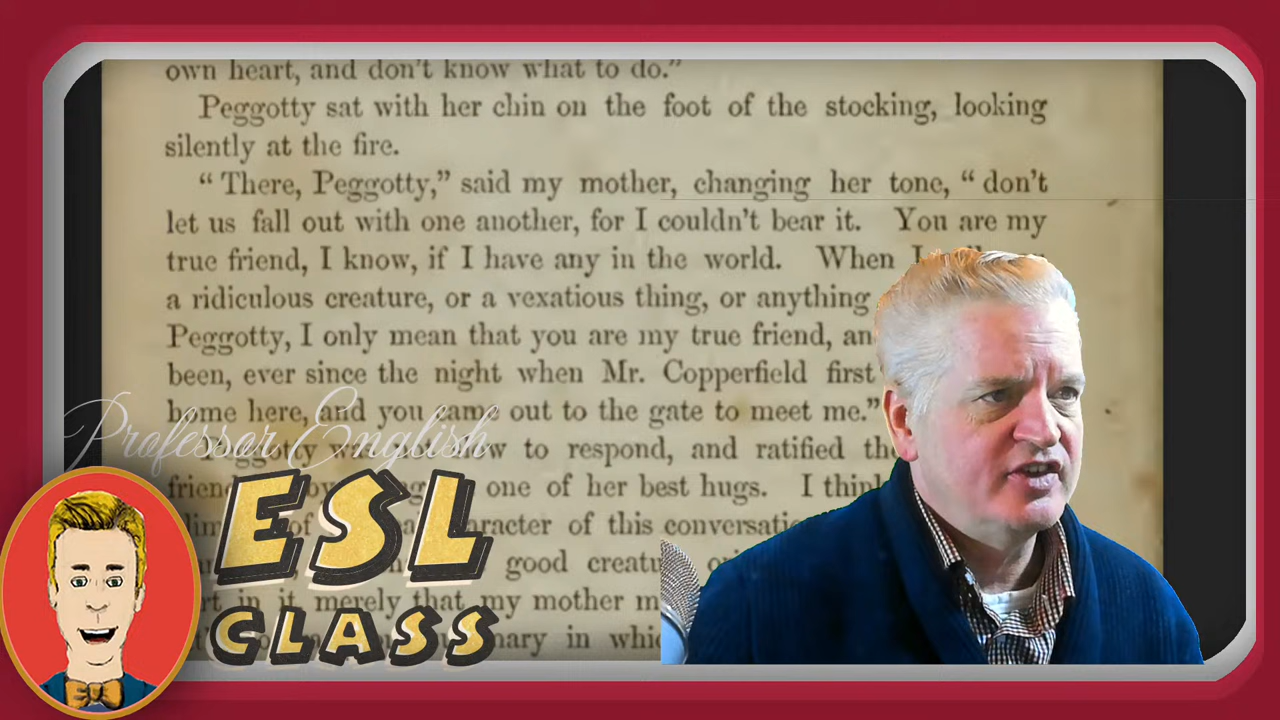 own heart, and don't know what to do."
Peggotty sat with her chin on the foot of the stocking, looking
silently at the fire.
" There, Peggotty," said my mother, changing her tone, " don't
let us fall out with one another, for I couldn't bear it. You are my
true friend, I know, if I have any in the world. When I
a ridiculous creature, or a vexatious thing, or anything
Peggotty, I only mean that you are my true friend, an
been, ever since the night when Mr. Copperfield first
home here, and you came out to the gate to meet me."
to respond, and ratified the
one of her best hugs. I think
of this conversatio
good creatu
in it, merely that my mother m
in whic
Professor English
ESL
CLASS